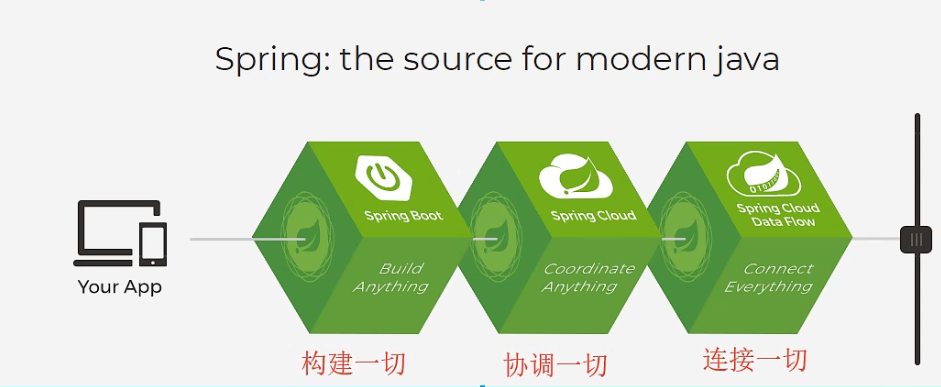 Spring: the source for modern java
Your App
Spring Boot
Build
Anything
构建一切
Spring Cloud
Coordinate
Anything
协调一切
Spring Cloud
Data Flow
Connect
Everything
连接一切